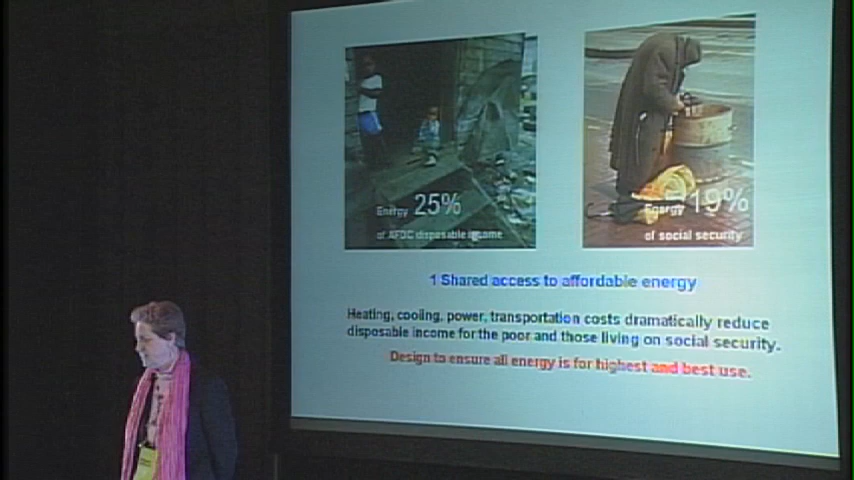 Energy 25%
of AFDC disposable income
Energy 19%
of social security
1 Shared access to affordable energy
Heating, cooling, power, transportation costs dramatically reduce
disposable income for the poor and those living on social security.
Design to ensure all energy is for highest and best use.